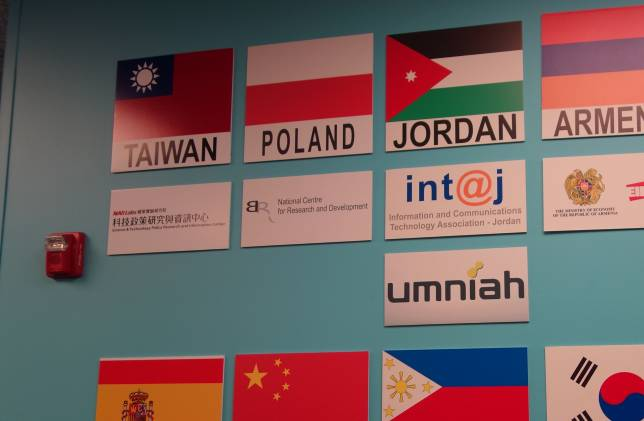 TAIWAN
POLAND
JORDAN
ARMEN
NARLabs 國家實驗研究院
科技政策研究與資訊中心
Science & Technology Policy Research and Information Center
National Centre
for Research and Development
int@j
Information and Communications
Technology Association - Jordan
THE MINISTRY OF ECONOMY
OF THE REPUBLIC OF ARMENIA
umniah